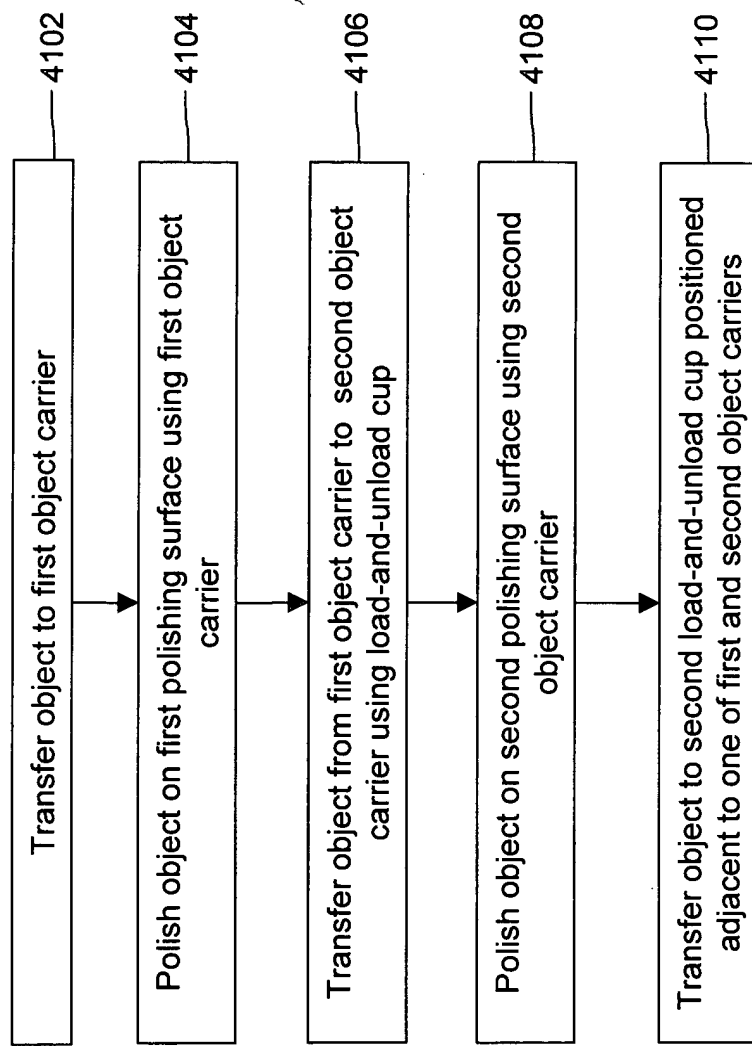 Transfer object to first object carrier
4102
Polish object on first polishing surface using first object
carrier
4104
Transfer object from first object carrier to second object
carrier using load-and-unload cup
4106
Polish object on second polishing surface using second
object carrier
4108
Transfer object to second load-and-unload cup positioned
adjacent to one of first and second object carriers
4110